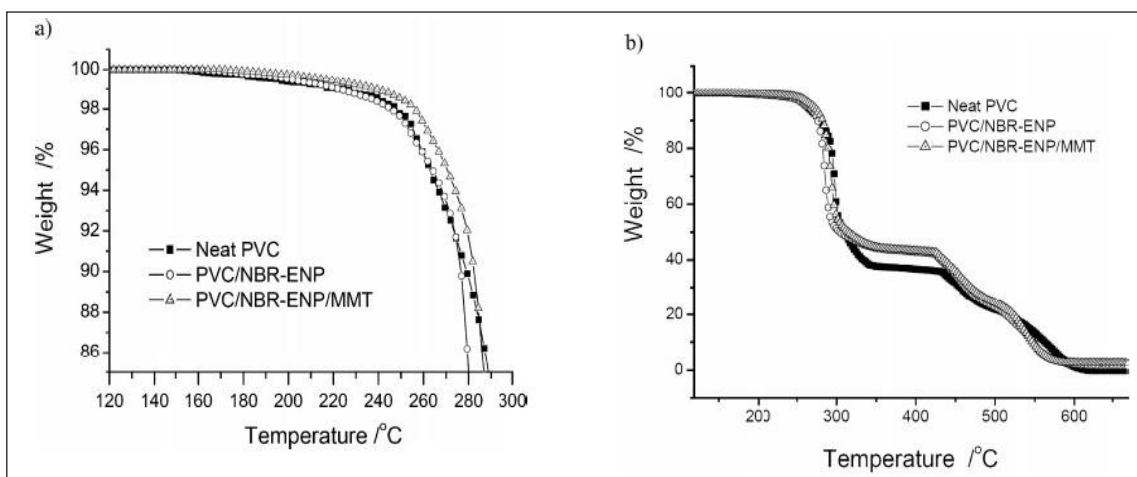 a)
100
98
96
94
92
90
88
86
Weight /%
Neat PVC
PVC/NBR-ENP
PVC/NBR-ENP/MMT
120 140 160 180 200 220 240 260 280 300
Temperature /°C
b)
100
80
60
40
20
0
Weight /%
Neat PVC
PVC/NBR-ENP
PVC/NBR-ENP/MMT
200 300 400 500 600
Temperature /°C